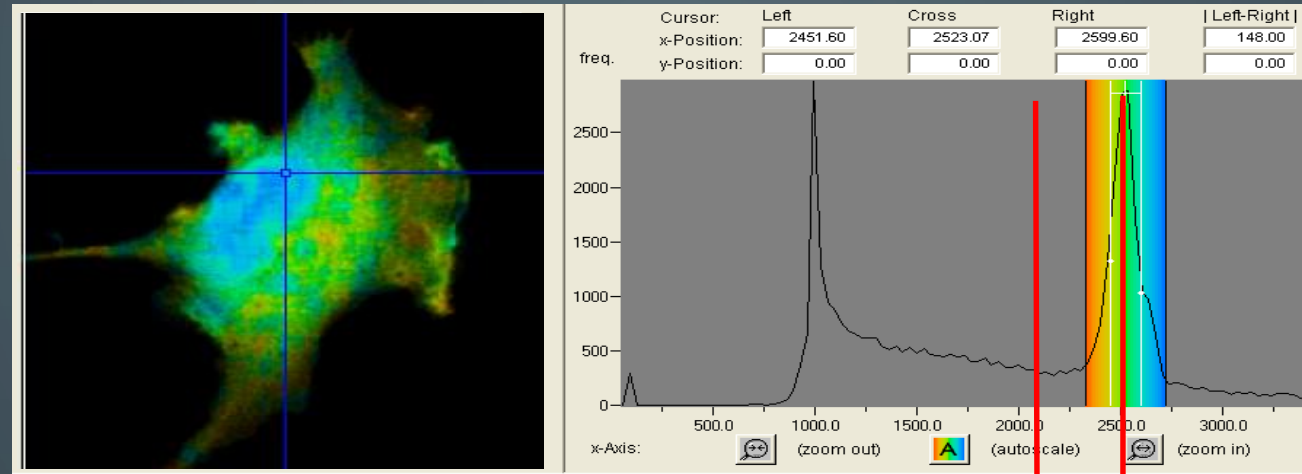 Cursor: Left Cross Right | Left-Right |
x-Position: 2451.60 2523.07 2599.60 148.00
freq.
y-Position: 0.00 0.00 0.00 0.00
2500
2000
1500
1000
500
0
500.0 1000.0 1500.0 2000.0 2500.0 3000.0
x-Axis: (zoom out) A (autoscale) (zoom in)